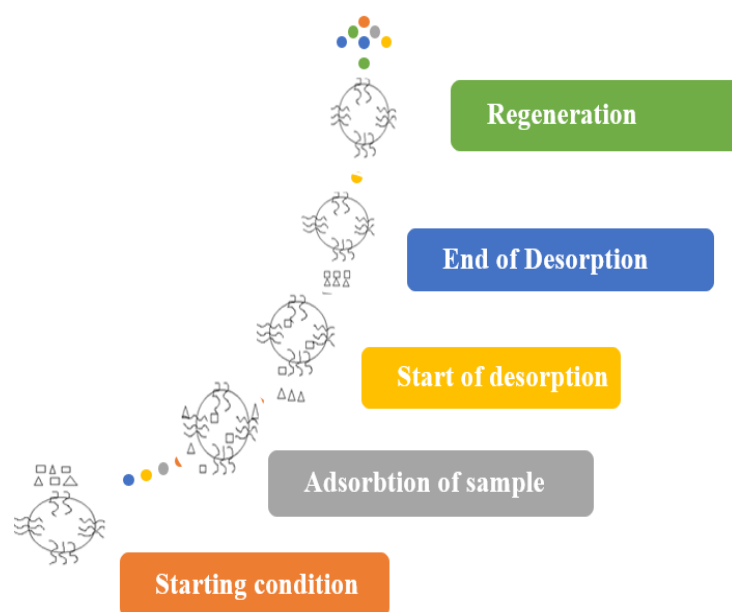 Regeneration
End of Desorption
Start of desorption
Adsorbtion of sample
Starting condition